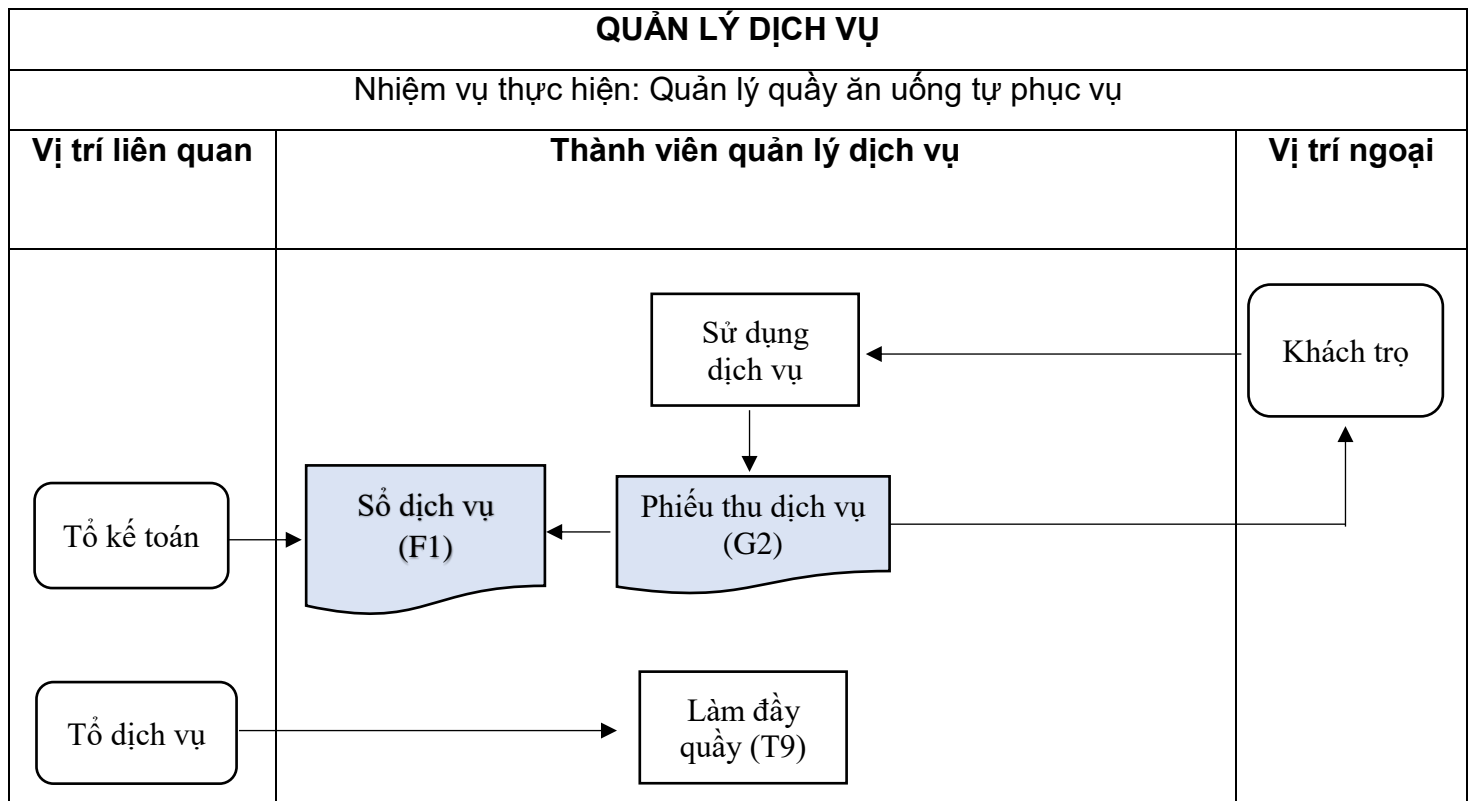 QUẢN LÝ DỊCH VỤ
Nhiệm vụ thực hiện: Quản lý quầy ăn uống tự phục vụ
Vị trí liên quan
Thành viên quản lý dịch vụ
Vị trí ngoại
Sử dụng
dịch vụ
Khách trọ
Tổ kế toán
Sổ dịch vụ
(F1)
Phiếu thu dịch vụ
(G2)
Tổ dịch vụ
Làm đầy
quầy (T9)